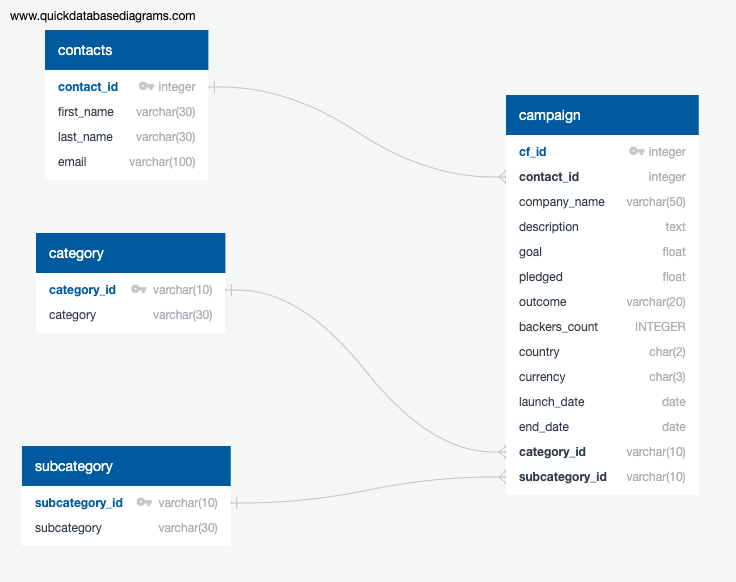 www.quickdatabasediagrams.com
contacts
contact_id integer
first_name varchar(30)
last_name varchar(30)
email varchar(100)
category
category_id varchar(10)
category varchar(30)
subcategory
subcategory_id varchar(10)
subcategory varchar(30)
campaign
cf_id integer
contact_id integer
company_name varchar(50)
description text
goal float
pledged float
outcome varchar(20)
backers_count INTEGER
country char(2)
currency char(3)
launch_date date
end_date date
category_id varchar(10)
subcategory_id varchar(10)